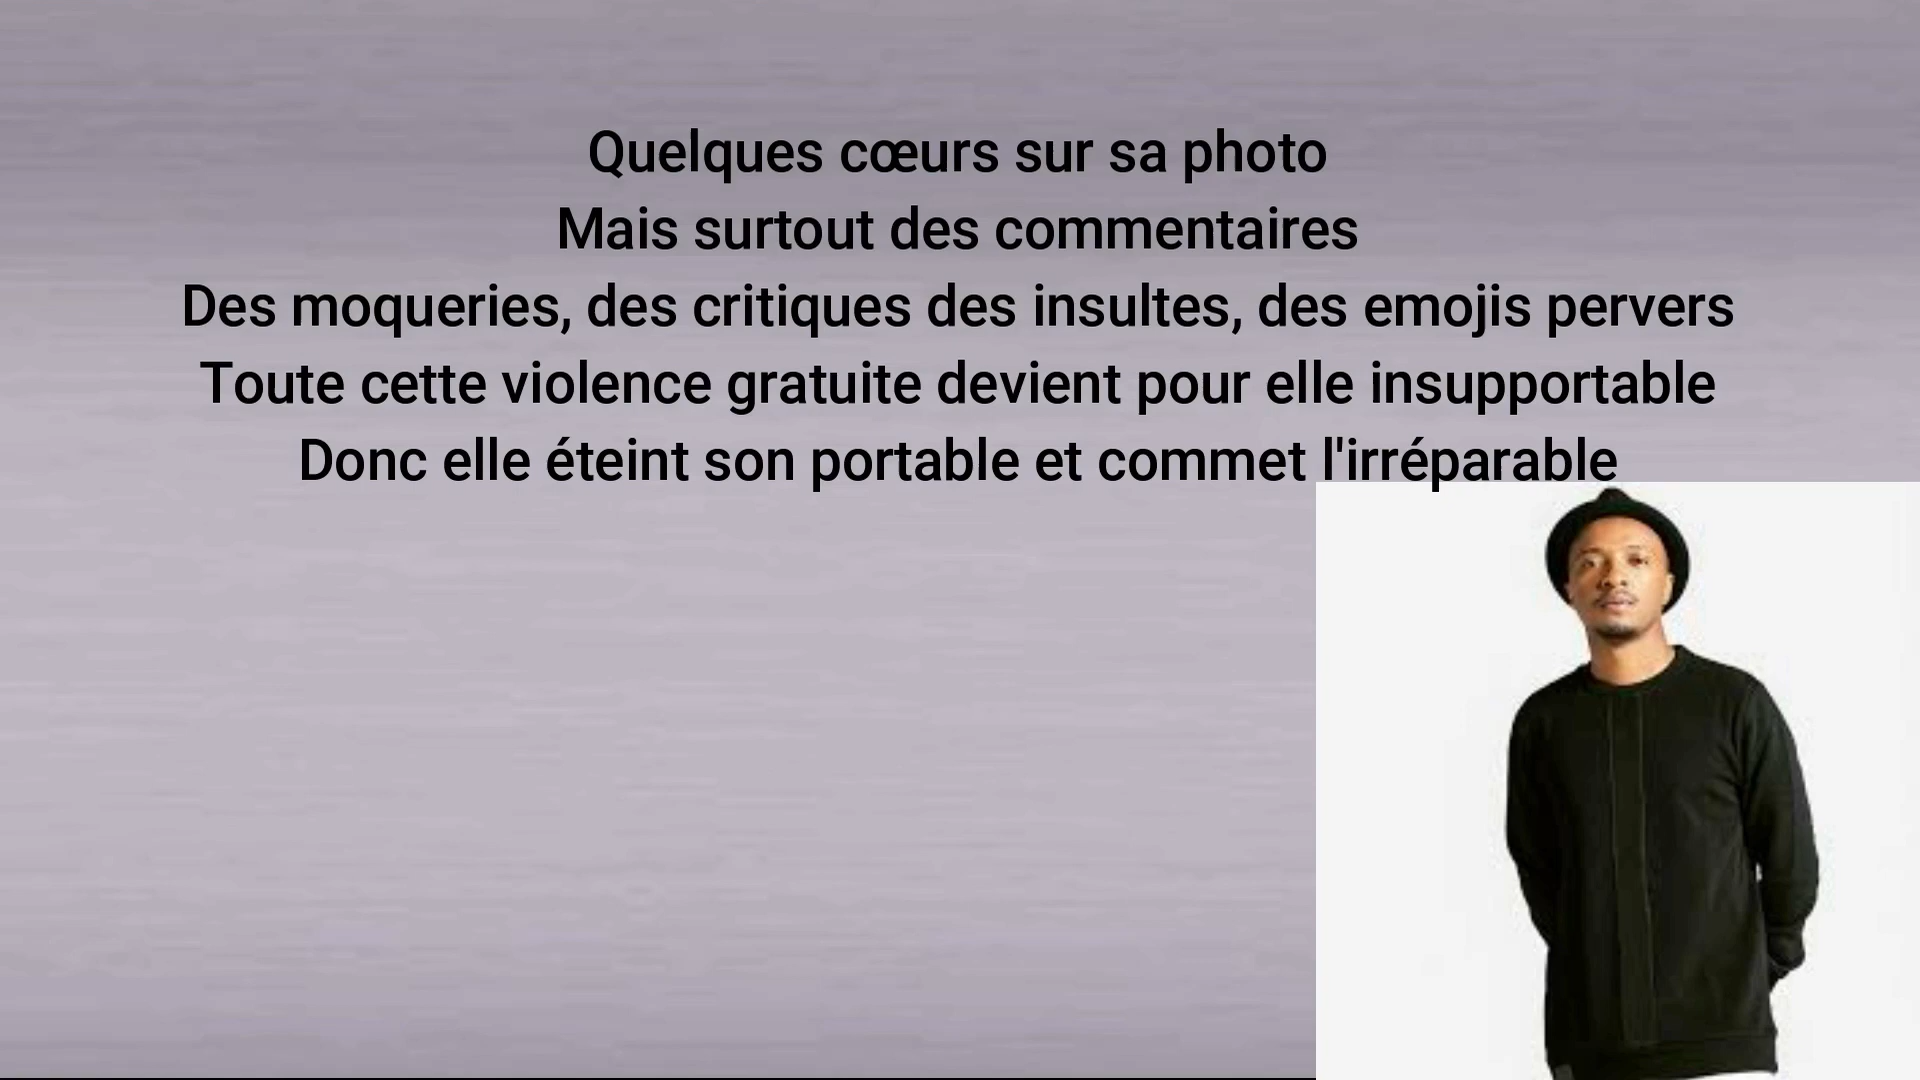 Quelques cœurs sur sa photo
Mais surtout des commentaires
Des moqueries, des critiques des insultes, des emojis pervers
Toute cette violence gratuite devient pour elle insupportable
Donc elle éteint son portable et commet l'irréparable